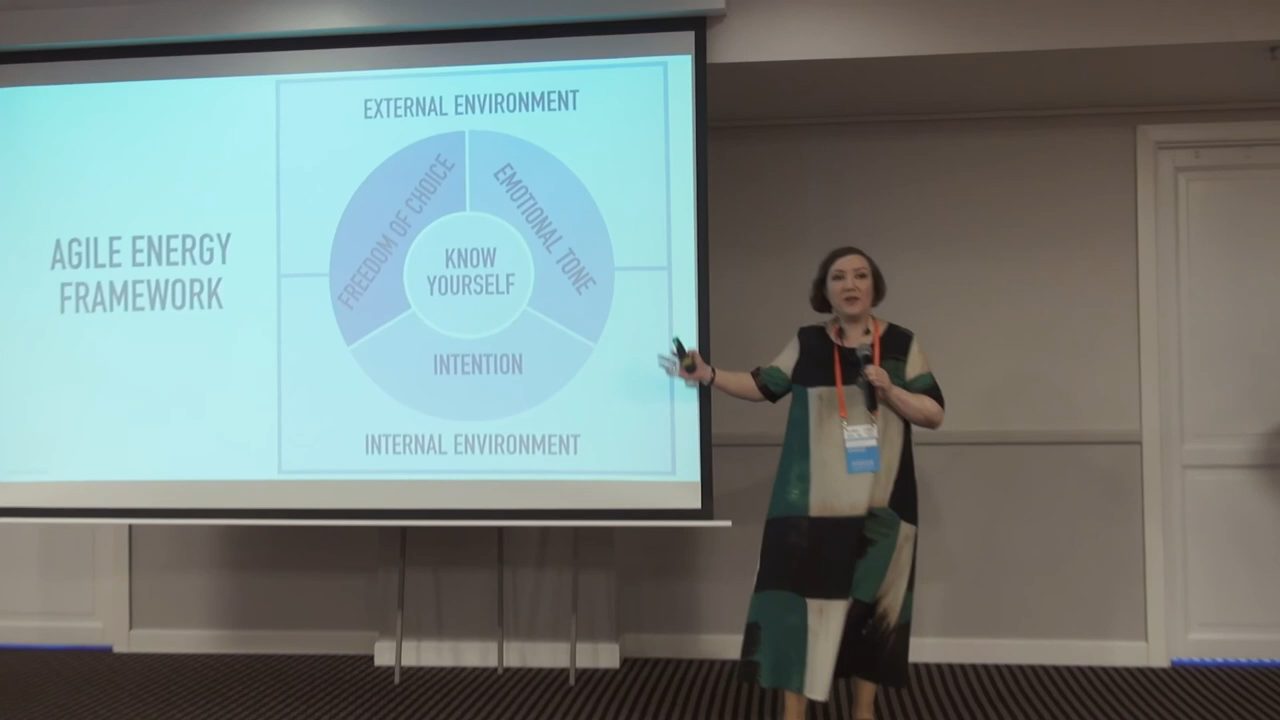 AGILE ENERGY
FRAMEWORK
EXTERNAL ENVIRONMENT
FREEDOM OF CHOICE
EMOTIONAL TONE
KNOW
YOURSELF
INTENTION
INTERNAL ENVIRONMENT